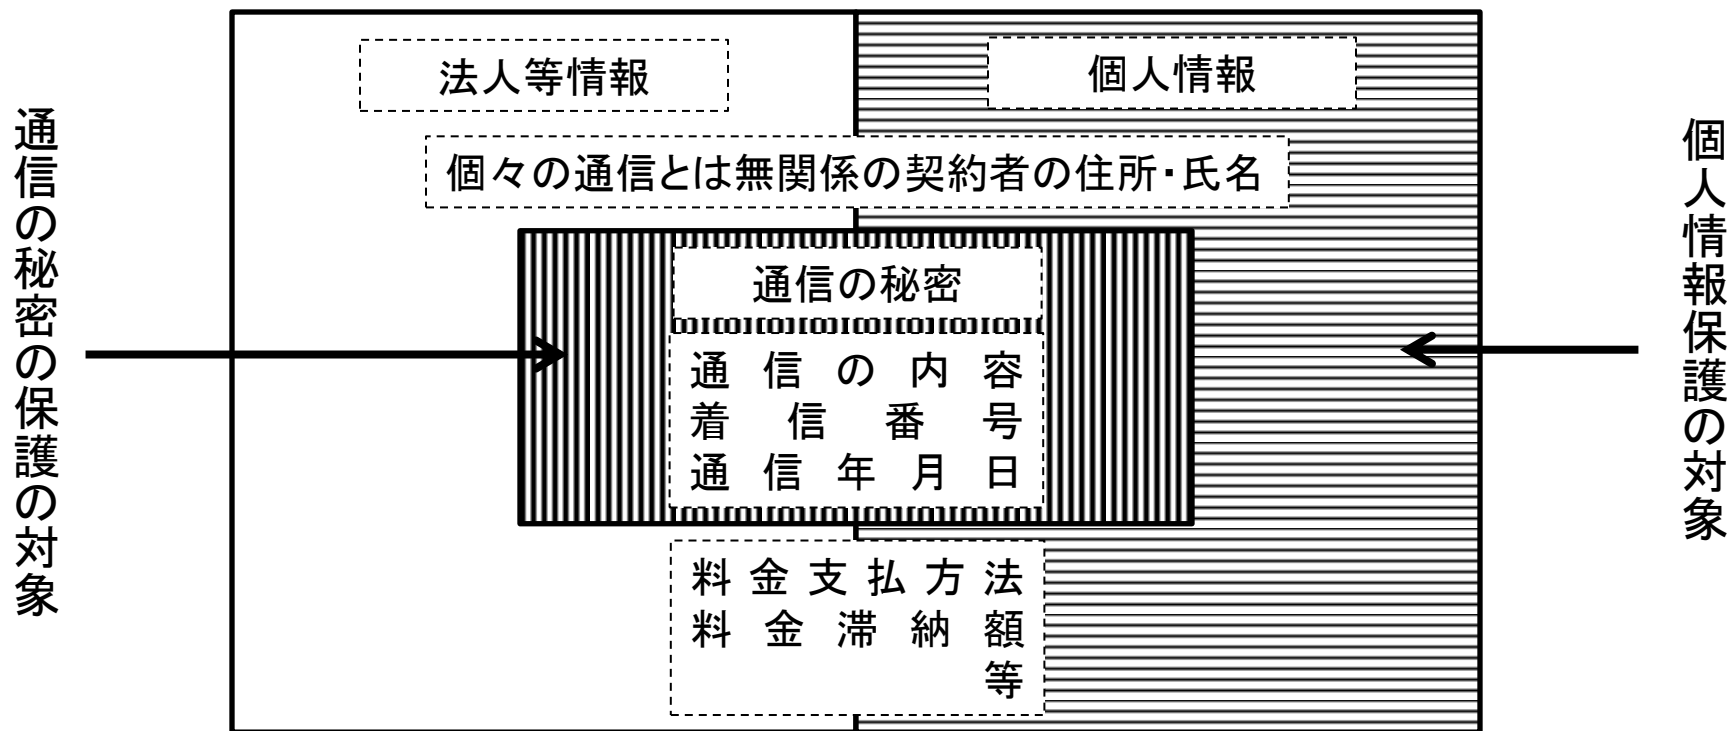 法人等情報
個人情報
通信の秘密の保護の対象
個人情報保護の対象
個々の通信とは無関係の契約者の住所・氏名
通信の秘密
通信の内容
着信番号
通信年月日
料金支払方法
料金滞納額
等